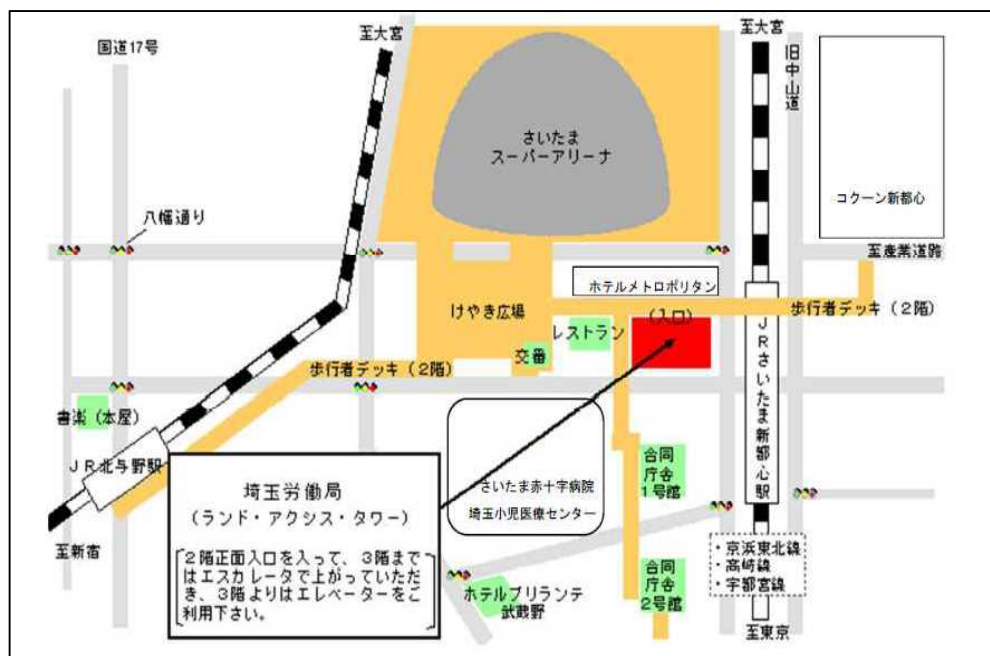 国道17号
至大宮
至大宮
旧中山道
さいたま
スーパーアリーナ
コクーン新都心
八幡通り
至産業道路
ホテルメトロポリタン
けやき広場
歩行者デッキ(2階)
(入口)
レストラン
交番
歩行者デッキ(2階)
JRさいたま新都心駅
書楽(本屋)
JR北与野駅
埼玉労働局
(ランド・アクシス・タワー)
2階正面入口を入って、3階まで
はエスカレータで上がっていただ
き、3階よりはエレベーターをご
利用下さい。
さいたま赤十字病院
埼玉小児医療センター
合同
庁舎
1号館
至新宿
・京浜東北線
・高崎線
・宇都宮線
合同
庁舎
2号館
ホテルブリランテ
武蔵野
至東京